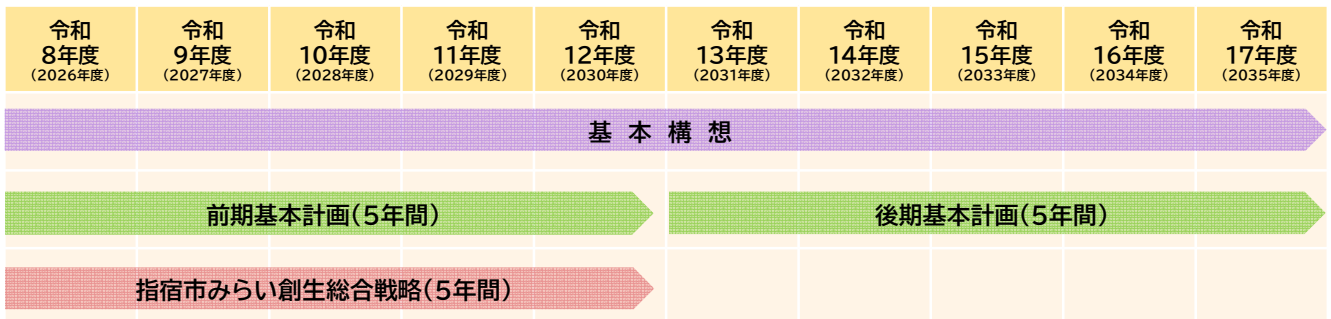 令和
8年度
(2026年度)
令和
9年度
(2027年度)
令和
10年度
(2028年度)
令和
11年度
(2029年度)
令和
12年度
(2030年度)
令和
13年度
(2031年度)
令和
14年度
(2032年度)
令和
15年度
(2033年度)
令和
16年度
(2034年度)
令和
17年度
(2035年度)
基本構想
前期基本計画(5年間)
後期基本計画(5年間)
指宿市みらい創生総合戦略(5年間)